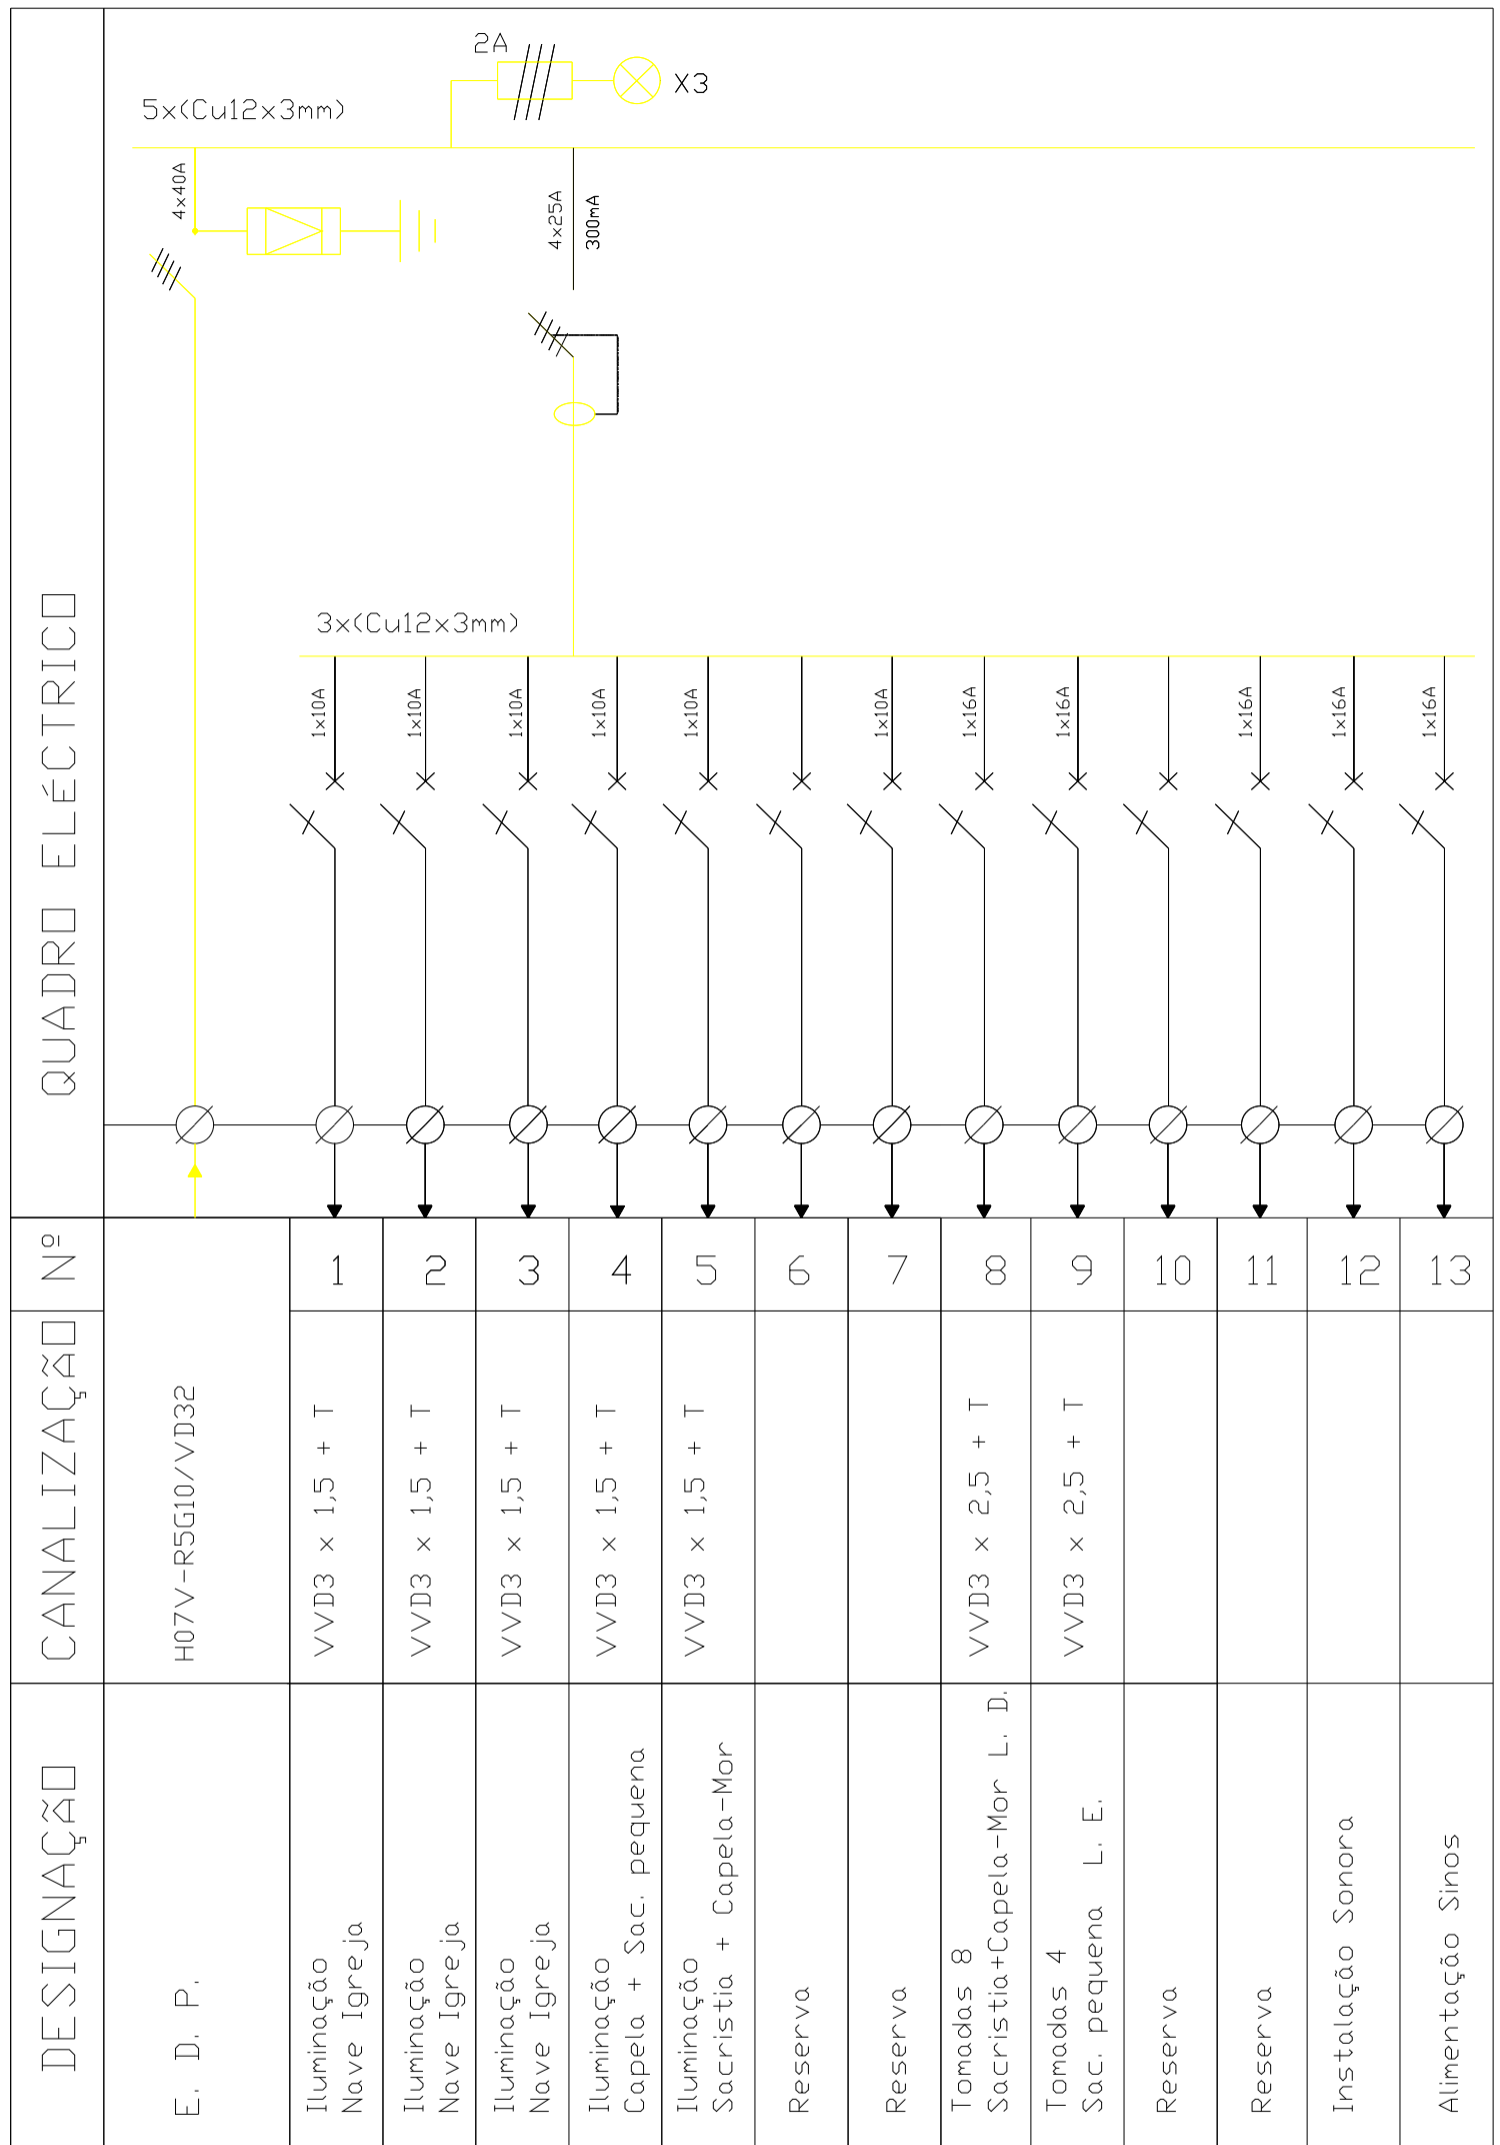 QUADRO ELÉCTRICO
Nº
CANALIZAÇÃO
DESIGNAÇÃO
2A
X3
5x(Cu12x3mm)
4x40A
4x25A
300mA
3x(Cu12x3mm)
1x10A
1x10A
1x10A
1x10A
1x10A
1x10A
1x16A
1x16A
1x16A
1x16A
1x16A
1
2
3
4
5
6
7
8
9
10
11
12
13
H07V-R5G10/VD32
VVD3 x 1,5 + T
VVD3 x 1,5 + T
VVD3 x 1,5 + T
VVD3 x 1,5 + T
VVD3 x 1,5 + T
VVD3 x 2,5 + T
VVD3 x 2,5 + T
E. D. P.
Iluminação
Nave Igreja
Iluminação
Nave Igreja
Iluminação
Nave Igreja
Iluminação
Capela + Sac. pequena
Iluminação
Sacristia + Capela-Mor
Reserva
Reserva
Tomadas 8
Sacristia+Capela-Mor L. D.
Tomadas 4
Sac. pequena L. E.
Reserva
Reserva
Instalação Sonora
Alimentação Sinos